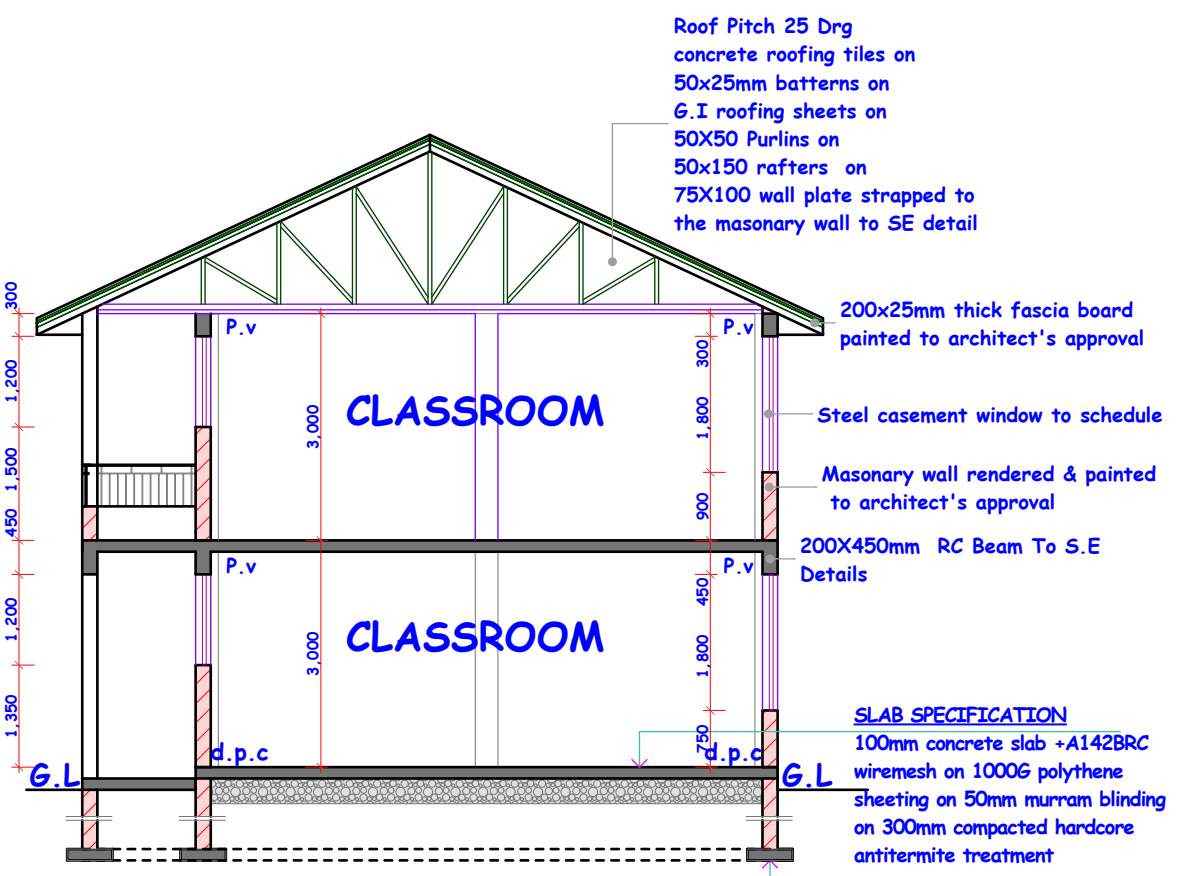 Roof Pitch 25 Drg
concrete roofing tiles on
50x25mm batterns on
G.I roofing sheets on
50X50 Purlins on
50x150 rafters on
75X100 wall plate strapped to
the masonary wall to SE detail
200x25mm thick fascia board
painted to architect's approval
Steel casement window to schedule
Masonary wall rendered & painted
to architect's approval
200X450mm RC Beam To S.E
Details
SLAB SPECIFICATION
100mm concrete slab +A142BRC
wiremesh on 1000G polythene
sheeting on 50mm murram blinding
on 300mm compacted hardcore
antitermite treatment
300
1,200
1,500
450
1,200
1,350
P.v
P.v
CLASSROOM
3,000
300
1,800
900
P.v
P.v
CLASSROOM
3,000
450
1,800
750
d.p.c
d.p.c
G.L
G.L